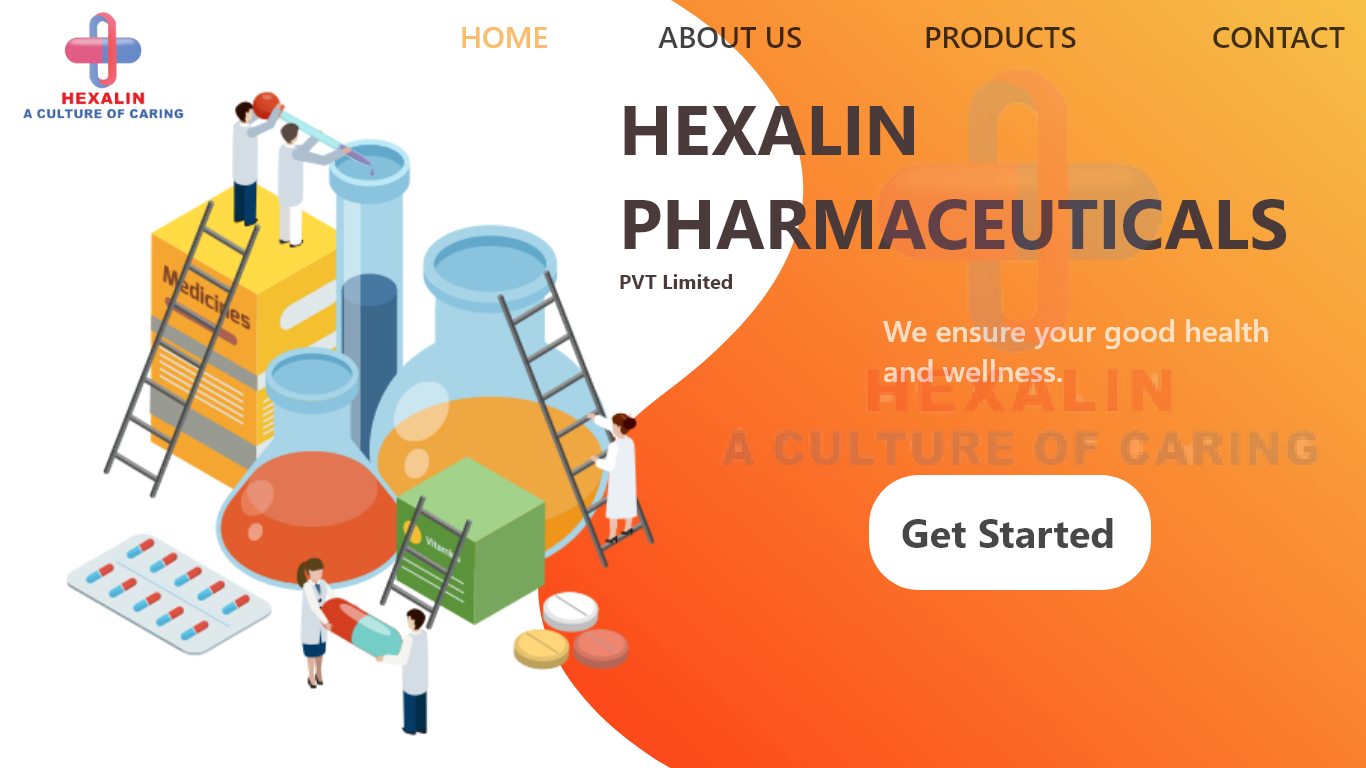 HOME ABOUT US PRODUCTS CONTACT
HEXALIN
A CULTURE OF CARING
HEXALIN
PHARMACEUTICALS
PVT Limited
Medicines
We ensure your good health
and wellness.
HEXALIN
A CULTURE OF CARING
Get Started